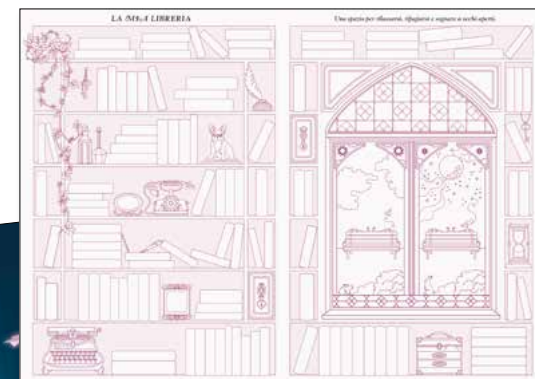 LA MIA LIBRERIA
Uno spazio per rilassarsi, rifugiarsi e sognare a occhi aperti.